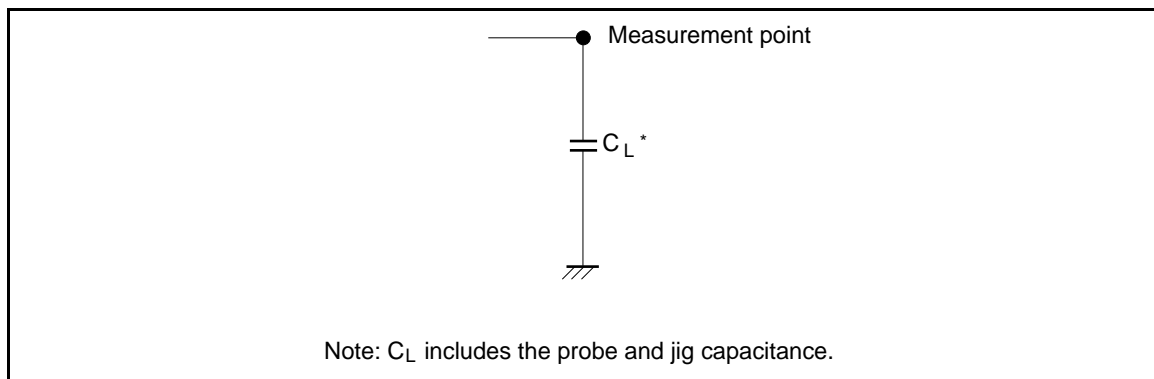 Measurement point
C L *
Note: CL includes the probe and jig capacitance.